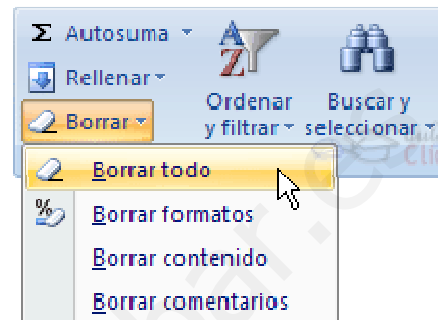 Σ Autosuma
Rellenar
Borrar
Ordenar
y filtrar
Buscar y
seleccionar
Borrar todo
Borrar formatos
Borrar contenido
Borrar comentarios